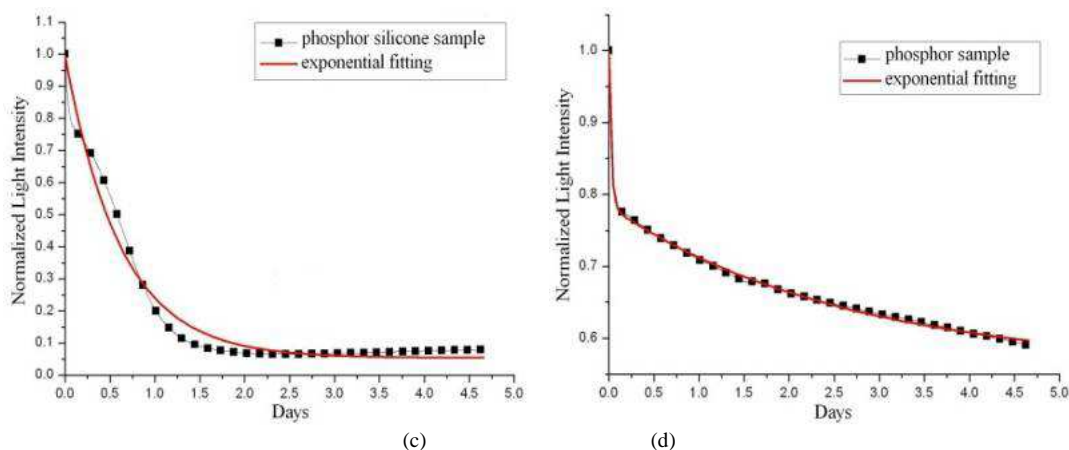 1.1
1.0
0.9
0.8
0.7
0.6
0.5
0.4
0.3
0.2
0.1
0.0
Normalized Light Intensity
phosphor silicone sample
exponential fitting
0.0 0.5 1.0 1.5 2.0 2.5 3.0 3.5 4.0 4.5 5.0
Days
(c)
1.0
0.9
0.8
0.7
0.6
Normalized Light Intensity
phosphor sample
exponential fitting
0.0 0.5 1.0 1.5 2.0 2.5 3.0 3.5 4.0 4.5 5.0
Days
(d)